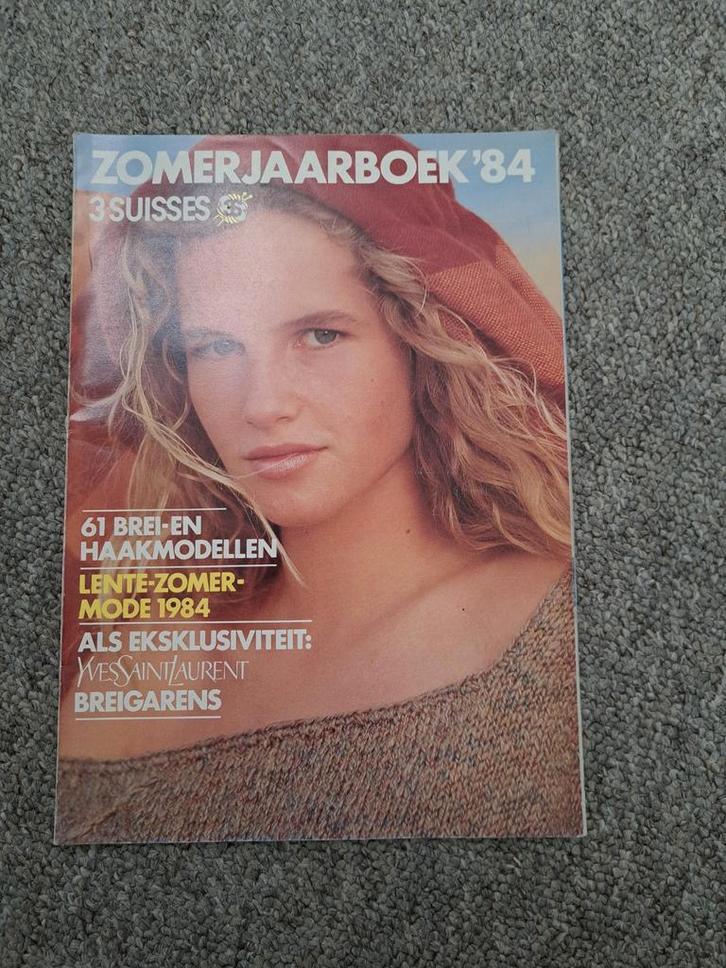 ZOMERJAARBOEK '84
3 SUISSES
61 BREI-EN
HAAKMODELLEN
LENTE-ZOMER-
MODE 1984
ALS EKSKLUSIVITEIT:
YVESSAINTLAURENT
BREIGARENS